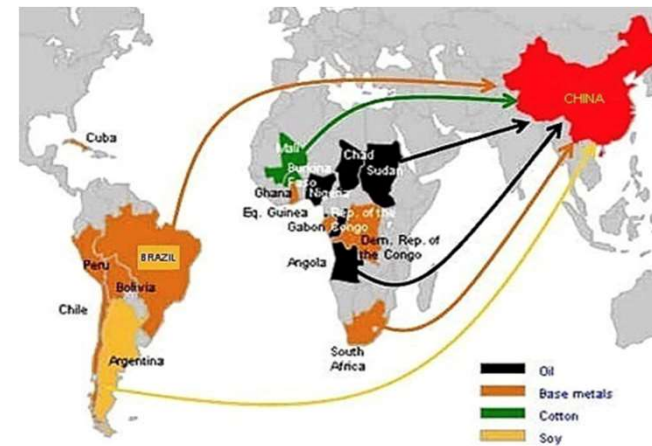 CHINA
Cuba
Mali
Burkina
Faso
Chad
Sudan
Ghana
Nigeria
Eq. Guinea
Rep. of the
Congo
Gabon
Dem. Rep. of
the Congo
Angola
BRAZIL
Peru
Bolivia
Chile
Argentina
South
Africa
Oil
Base metals
Cotton
Soy